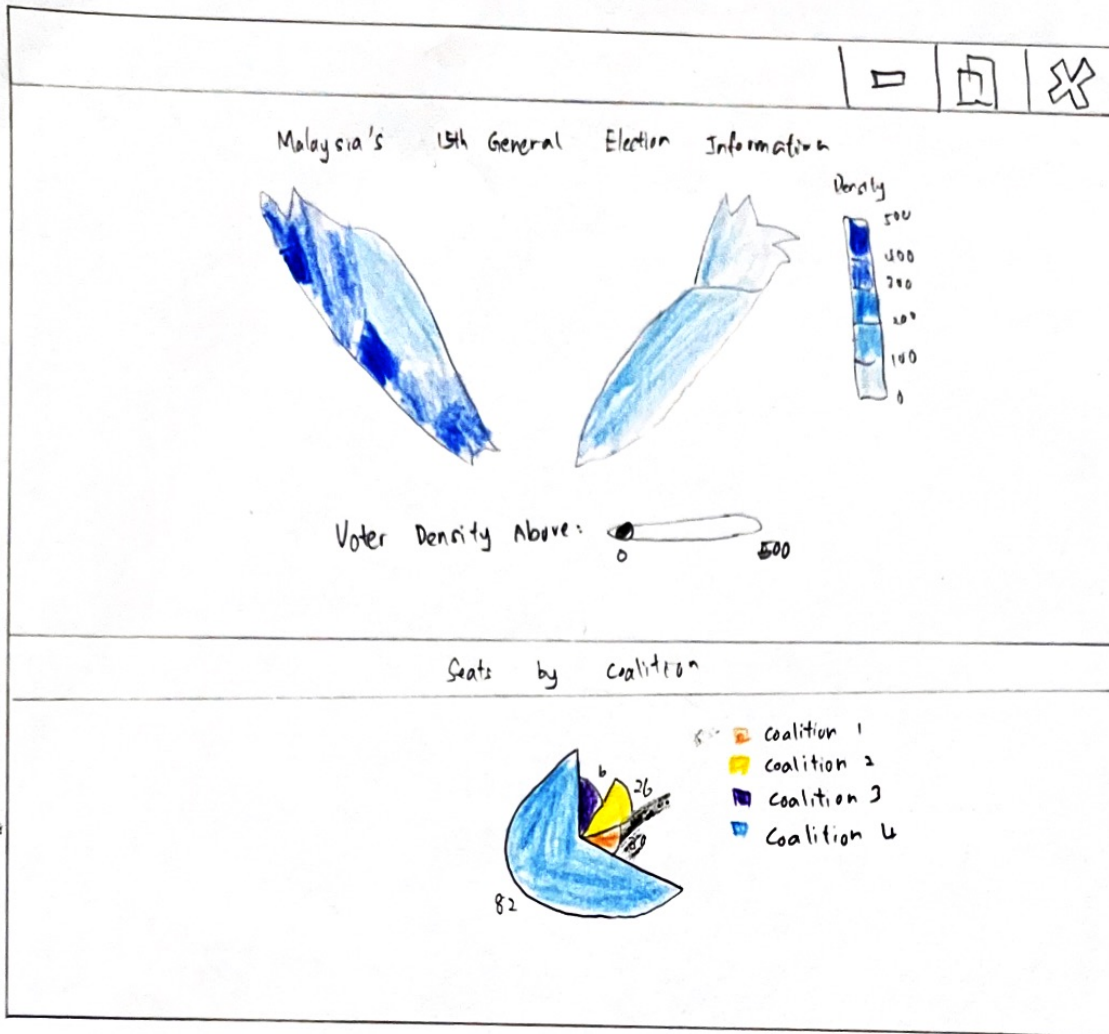 Malaysia's 15th General Election Information
Density
500
300
200
100
0
Voter Density Above:
0
500
Seats by coalition
coalition 1
coalition 2
coalition 3
coalition 4
6
26
82